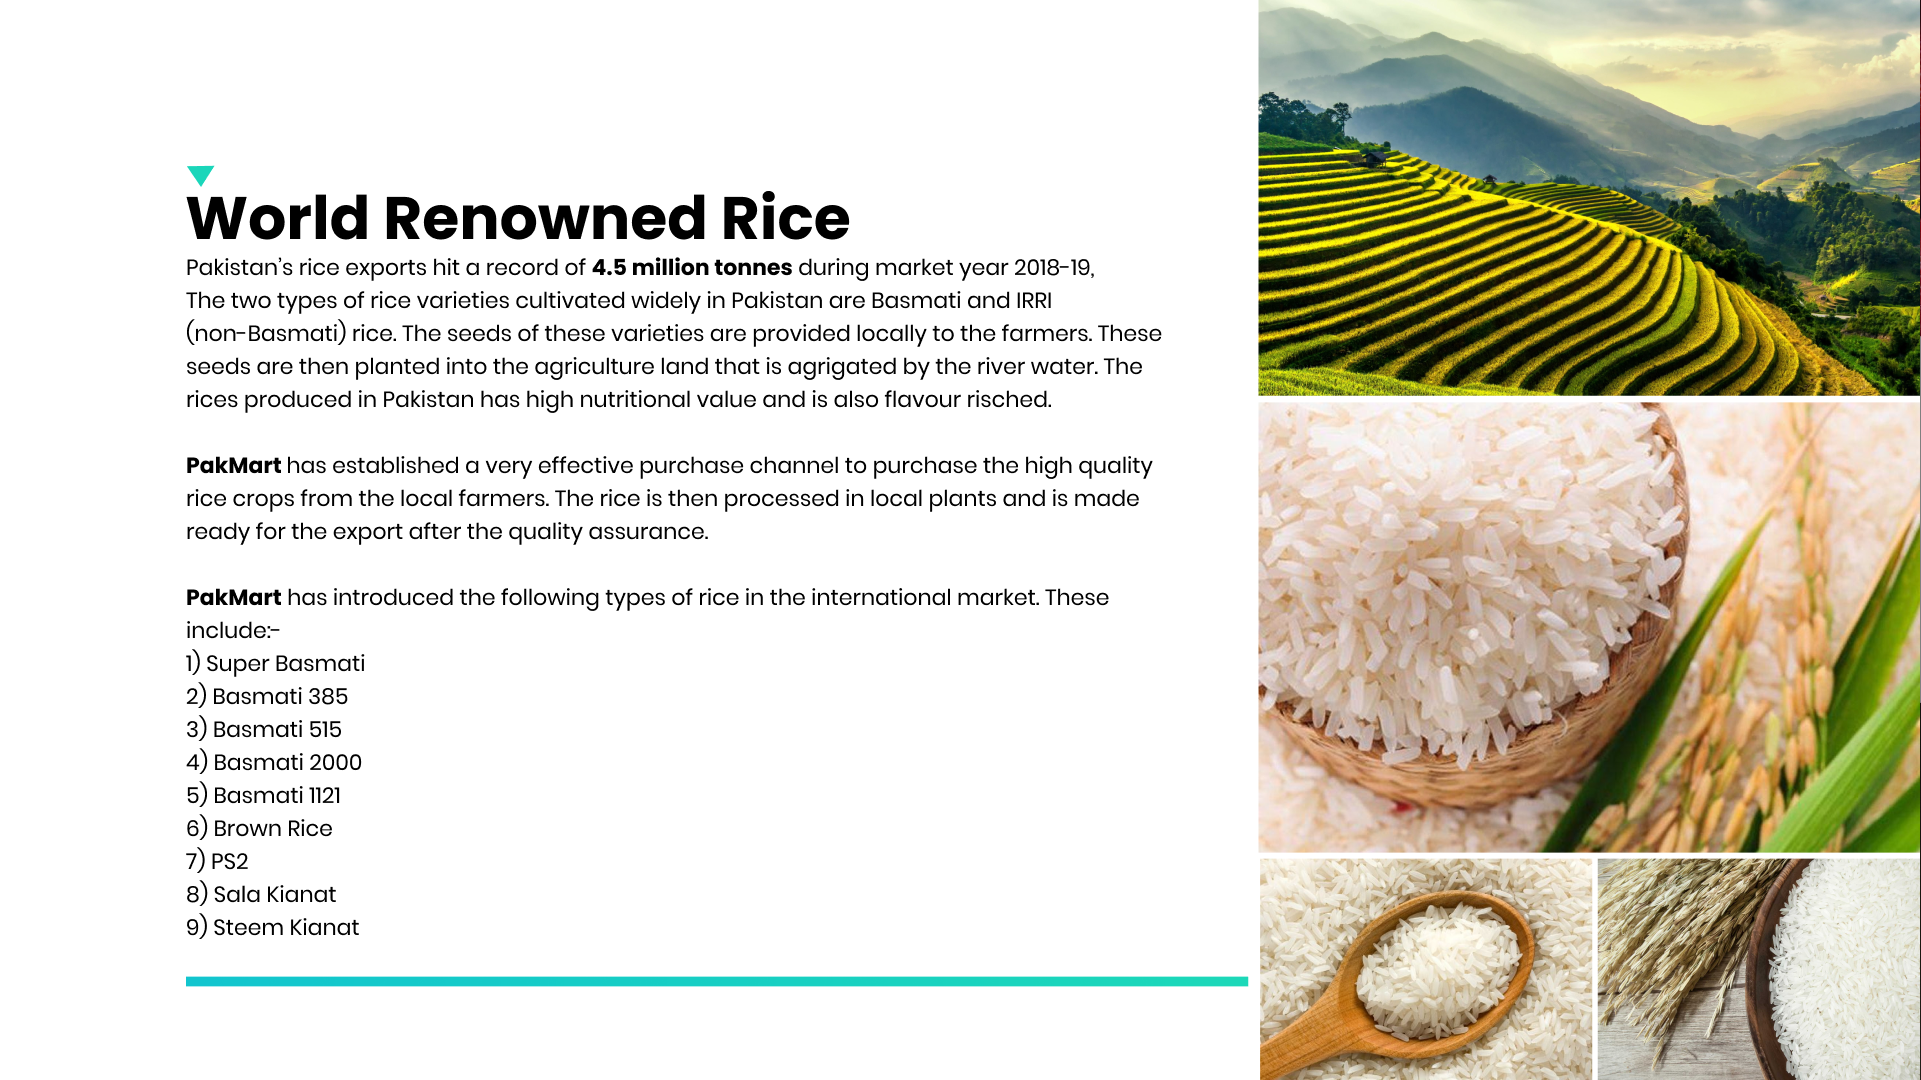 World Renowned Rice
Pakistan's rice exports hit a record of 4.5 million tonnes during market year 2018-19,
The two types of rice varieties cultivated widely in Pakistan are Basmati and IRRI
(non-Basmati) rice. The seeds of these varieties are provided locally to the farmers. These
seeds are then planted into the agriculture land that is agrigated by the river water. The
rices produced in Pakistan has high nutritional value and is also flavour risched.
PakMart has established a very effective purchase channel to purchase the high quality
rice crops from the local farmers. The rice is then processed in local plants and is made
ready for the export after the quality assurance.
PakMart has introduced the following types of rice in the international market. These
include:-
1) Super Basmati
2) Basmati 385
3) Basmati 515
4) Basmati 2000
5) Basmati 1121
6) Brown Rice
7) PS2
8) Sala Kianat
9) Steem Kianat